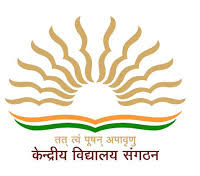 तत् त्वं पूषन् अपावृणु
केन्द्रीय विद्यालय संगठन